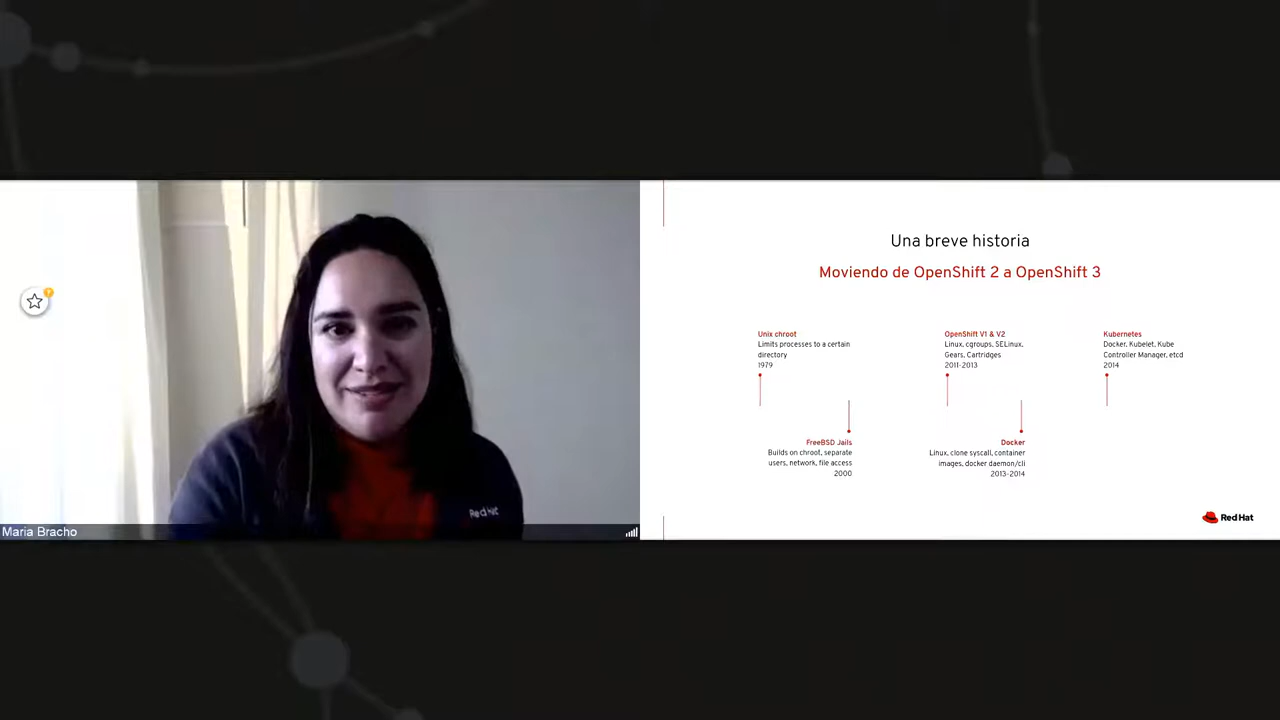 Una breve historia
Moviendo de OpenShift 2 a OpenShift 3
Unix chroot
Limits processes to a certain
directory
1979
OpenShift V1 & V2
Linux, cgroups, SELinux,
Gears, Cartridges
2011-2013
Kubernetes
Docker, Kubelet, Kube
Controller Manager, etcd
2014
FreeBSD Jails
Builds on chroot, separate
users, network, file access
2000
Docker
Linux, clone syscall, container
images, docker daemon/cli
2013-2014
Red Hat
Red Hat
Maria Bracho